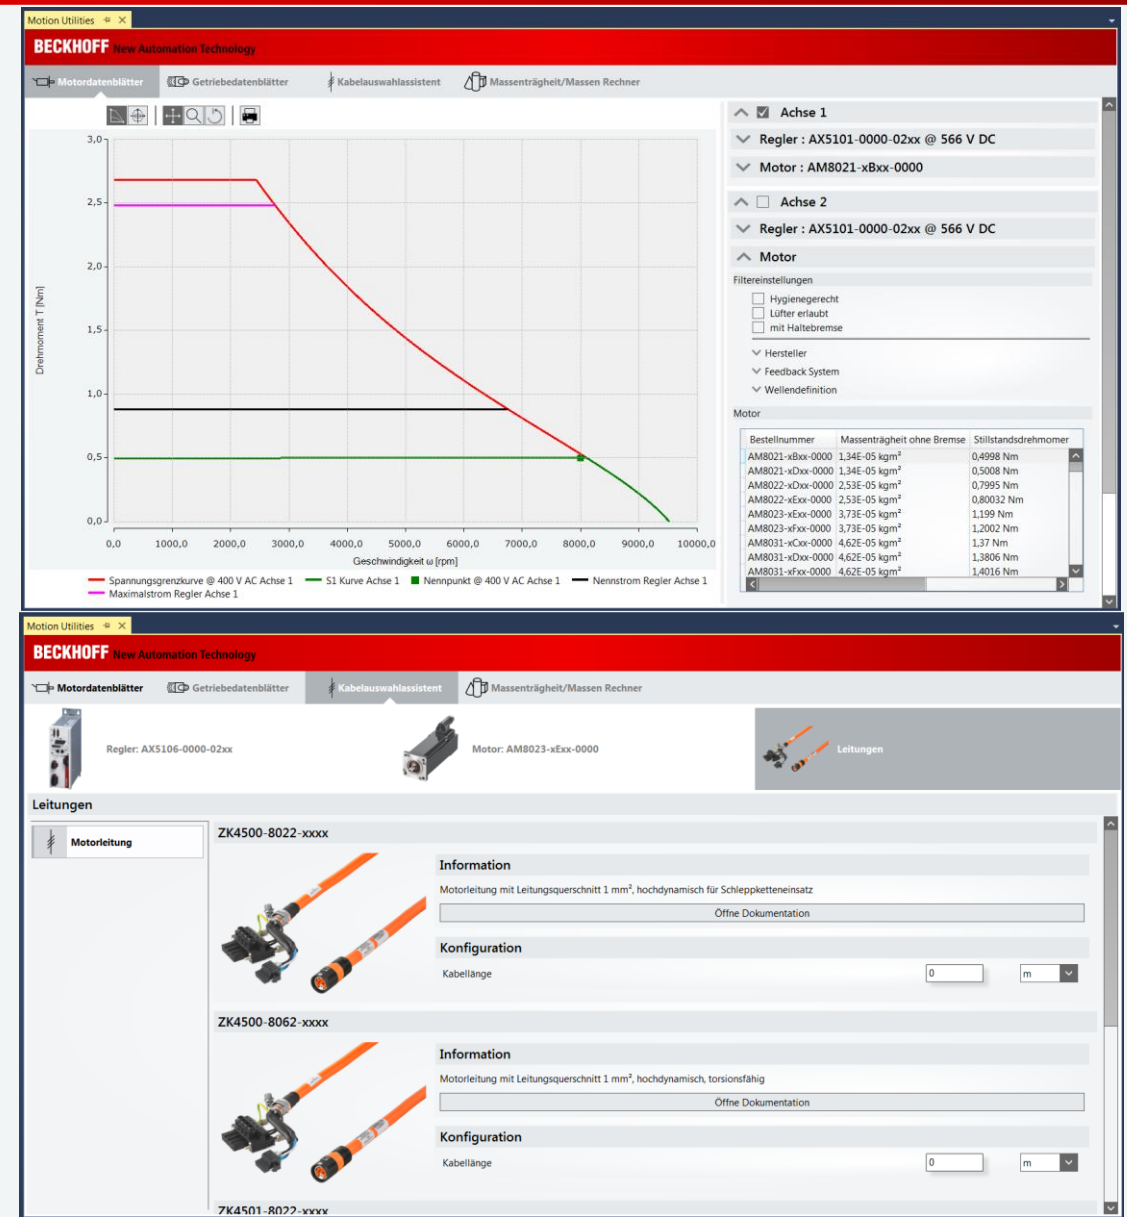 Motion Utilities
BECKHOFF New Automation Technology
Motordatenblätter Getriebedatenblätter Kabelauswahlassistent Massenträgheit/Massen Rechner
3,0
2,5
2,0
1,5
1,0
0,5
0,0
Drehmoment T [Nm]
0,0 1000,0 2000,0 3000,0 4000,0 5000,0 6000,0 7000,0 8000,0 9000,0 10000,0
Geschwindigkeit ω [rpm]
Spannungsgrenzkurve @ 400 V AC Achse 1 S1 Kurve Achse 1 Nennpunkt @ 400 V AC Achse 1 Nennstrom Regler Achse 1
Maximalstrom Regler Achse 1
Achse 1
Regler : AX5101-0000-02xx @ 566 V DC
Motor : AM8021-xBxx-0000
Achse 2
Regler : AX5101-0000-02xx @ 566 V DC
Motor
Filtereinstellungen
Hygienegerecht
Lüfter erlaubt
mit Haltebremse
Hersteller
Feedback System
Wellendefinition
Motor
Bestellnummer Massenträgheit ohne Bremse Stillstandsdrehmomer
AM8021-xBxx-0000 1,34E-05 kgm² 0,4998 Nm
AM8021-xDxx-0000 1,34E-05 kgm² 0,5008 Nm
AM8022-xDxx-0000 2,53E-05 kgm² 0,7995 Nm
AM8022-xExx-0000 2,53E-05 kgm² 0,80032 Nm
AM8023-xExx-0000 3,73E-05 kgm² 1,199 Nm
AM8023-xFxx-0000 3,73E-05 kgm² 1,2002 Nm
AM8031-xCxx-0000 4,62E-05 kgm² 1,37 Nm
AM8031-xDxx-0000 4,62E-05 kgm² 1,3806 Nm
AM8031-xFxx-0000 4,62E-05 kgm² 1,4016 Nm
Motion Utilities
BECKHOFF New Automation Technology
Motordatenblätter Getriebedatenblätter Kabelauswahlassistent Massenträgheit/Massen Rechner
Regler: AX5106-0000-02xx Motor: AM8023-xExx-0000 Leitungen
Leitungen
Motorleitung
ZK4500-8022-xxxx
Information
Motorleitung mit Leitungsquerschnitt 1 mm², hochdynamisch für Schleppketteneinsatz
Öffne Dokumentation
Konfiguration
Kabellänge 0 m
ZK4500-8062-xxxx
Information
Motorleitung mit Leitungsquerschnitt 1 mm², hochdynamisch, torsionsfähig
Öffne Dokumentation
Konfiguration
Kabellänge 0 m
ZK4501-8022-xxxx